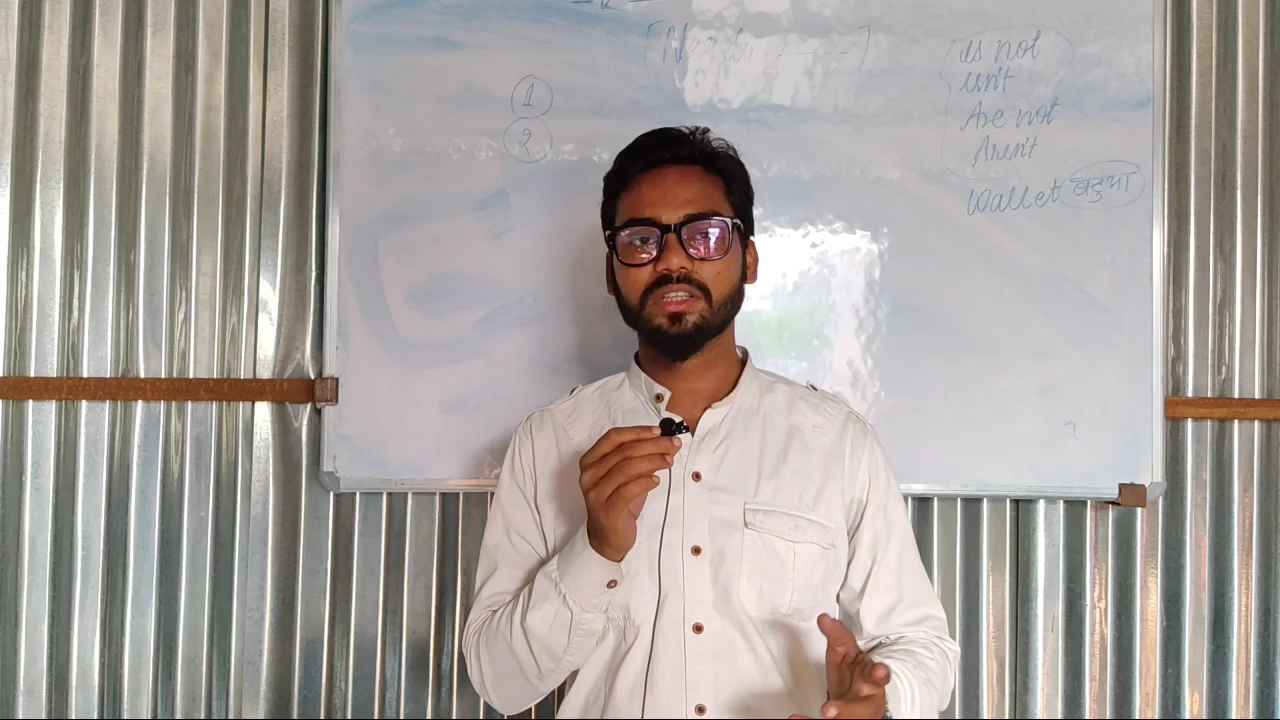 1
2
is not
isn't
Are not
Aren't
Wallet बटुआ